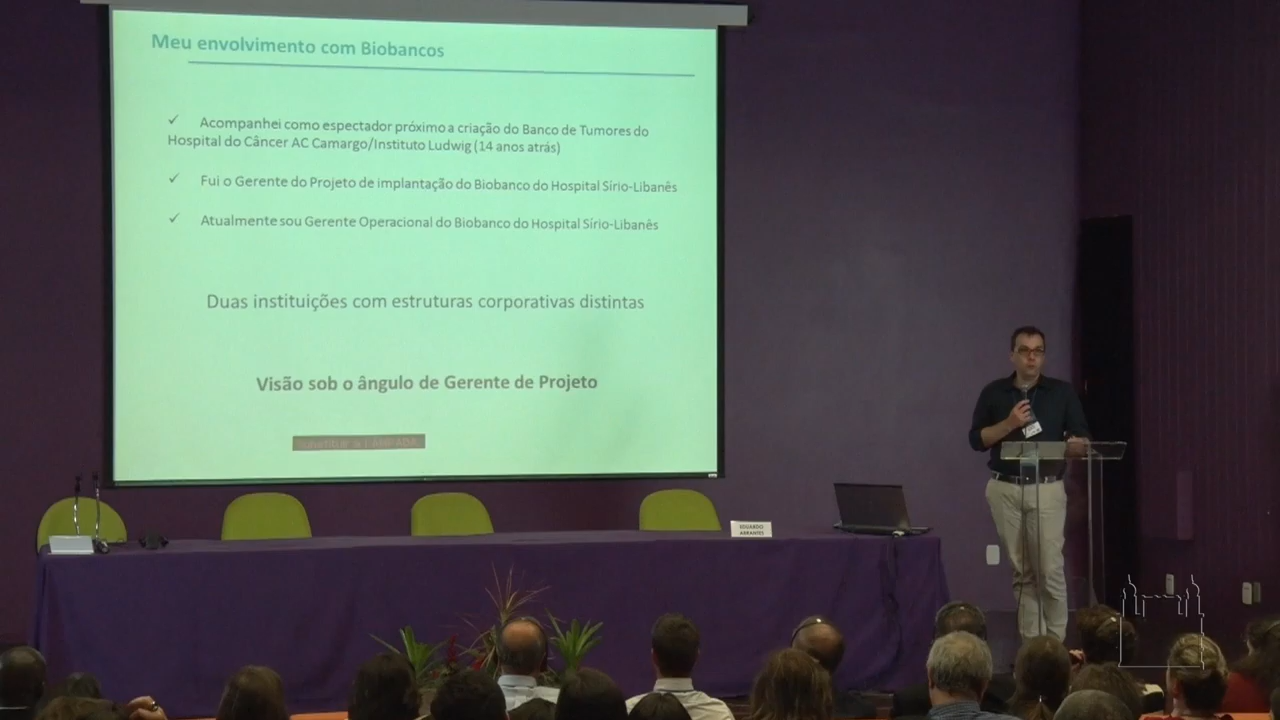 Meu envolvimento com Biobancos
✓ Acompanhei como espectador próximo a criação do Banco de Tumores do
Hospital do Câncer AC Camargo/Instituto Ludwig (14 anos atrás)
✓ Fui o Gerente do Projeto de implantação do Biobanco do Hospital Sírio-Libanês
✓ Atualmente sou Gerente Operacional do Biobanco do Hospital Sírio-Libanês
Duas instituições com estruturas corporativas distintas
Visão sob o ângulo de Gerente de Projeto
Substituir a LÂMPADA
EDUARDO
ABRANTES